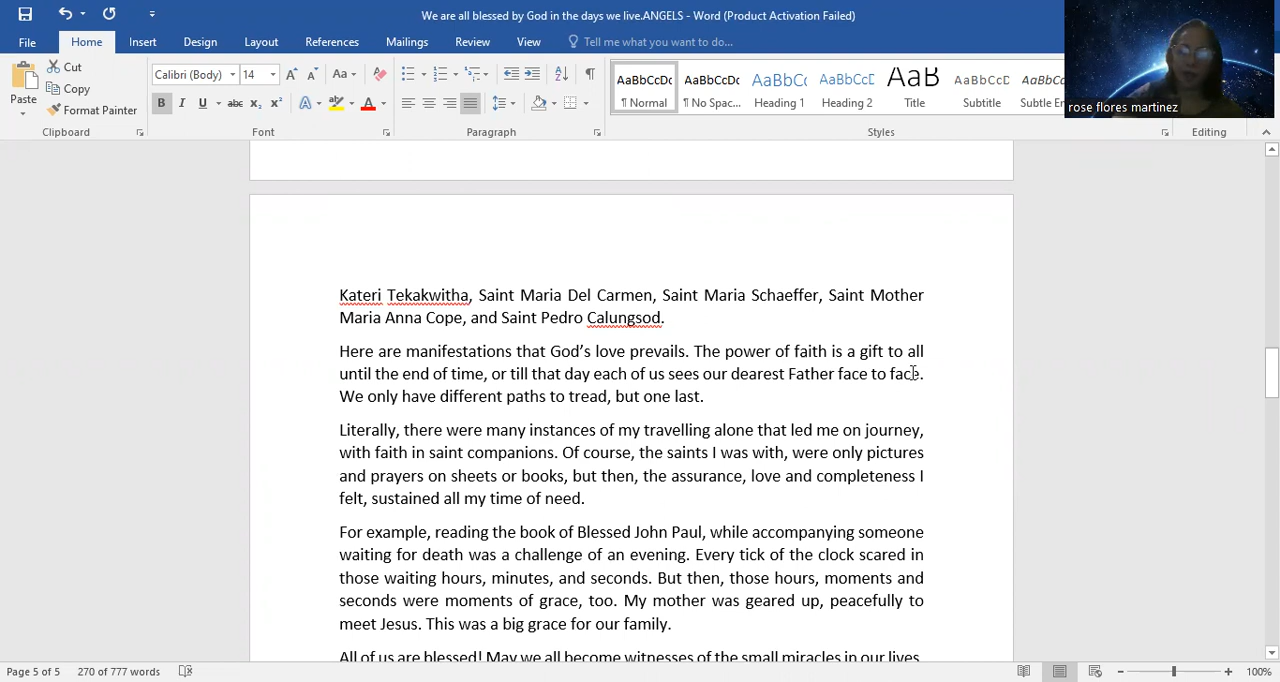 We are all blessed by God in the days we live.ANGELS - Word (Product Activation Failed)
File Home Insert Design Layout References Mailings Review View Tell me what you want to do...
rose flores martinez
Paste
Cut
Copy
Format Painter
Clipboard
Calibri (Body) 14
Font
Paragraph
AaBbCcDc AaBbCcDc AaBbCc AaBbCcE AaB AaBbCcD AaBbCcDc
¶ Normal ¶ No Spac... Heading 1 Heading 2 Title Subtitle Subtle Em
Styles
Editing
Kateri Tekakwitha, Saint Maria Del Carmen, Saint Maria Schaeffer, Saint Mother
Maria Anna Cope, and Saint Pedro Calungsod.
Here are manifestations that God’s love prevails. The power of faith is a gift to all
until the end of time, or till that day each of us sees our dearest Father face to face.
We only have different paths to tread, but one last.
Literally, there were many instances of my travelling alone that led me on journey,
with faith in saint companions. Of course, the saints I was with, were only pictures
and prayers on sheets or books, but then, the assurance, love and completeness I
felt, sustained all my time of need.
For example, reading the book of Blessed John Paul, while accompanying someone
waiting for death was a challenge of an evening. Every tick of the clock scared in
those waiting hours, minutes, and seconds. But then, those hours, moments and
seconds were moments of grace, too. My mother was geared up, peacefully to
meet Jesus. This was a big grace for our family.
All of us are blessed! May we all become witnesses of the small miracles in our lives,
Page 5 of 5 270 of 777 words
100%